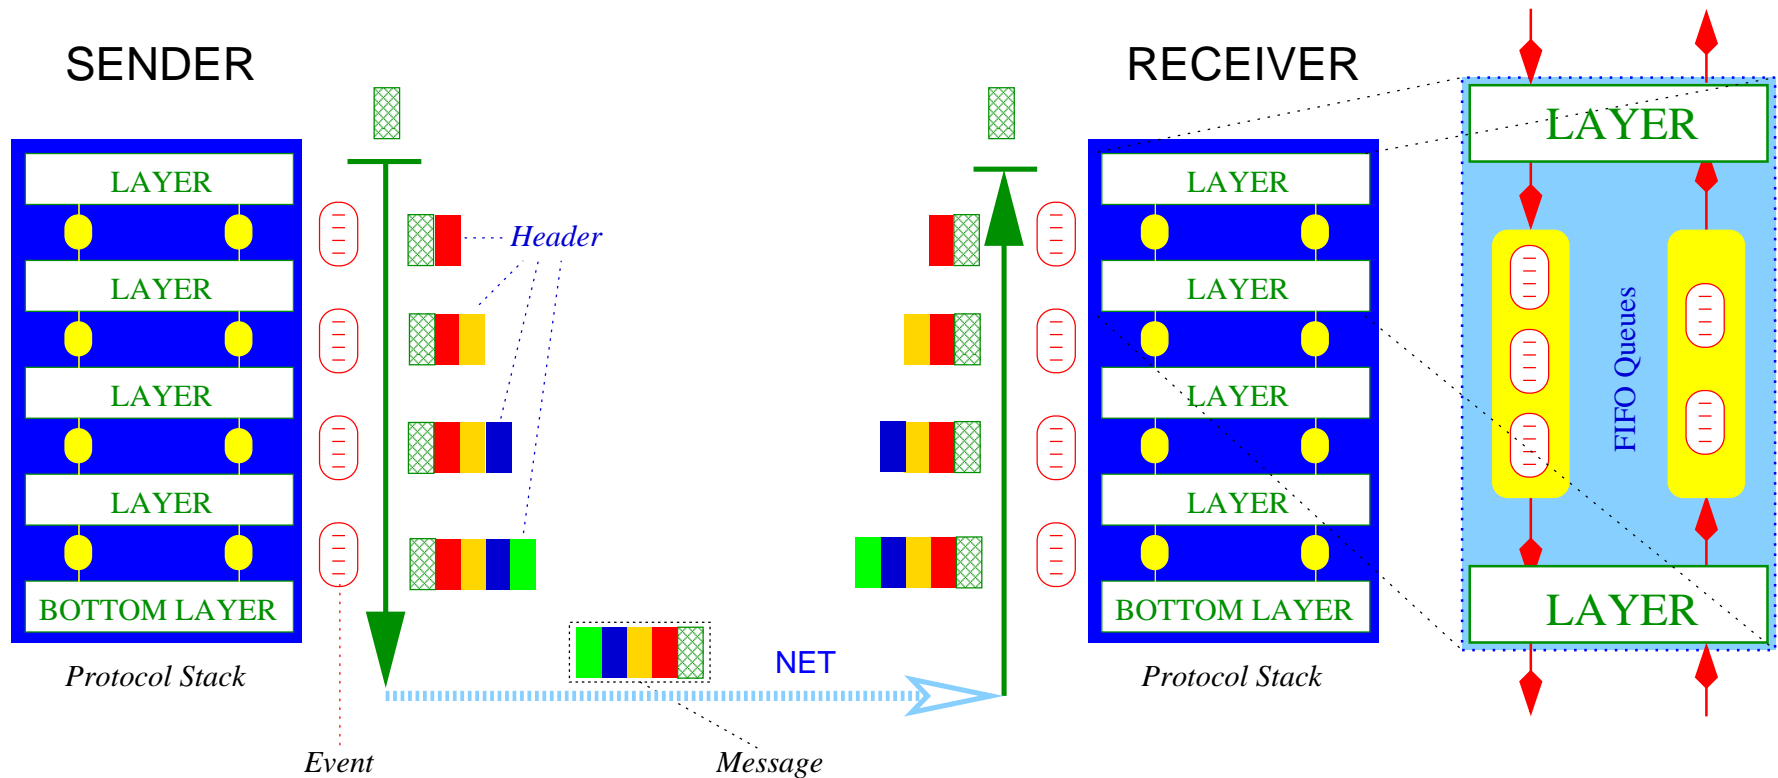 SENDER
LAYER
LAYER
LAYER
LAYER
BOTTOM LAYER
Protocol Stack
Header
Event
Message
NET
RECEIVER
LAYER
LAYER
LAYER
LAYER
BOTTOM LAYER
Protocol Stack
LAYER
FIFO Queues
LAYER